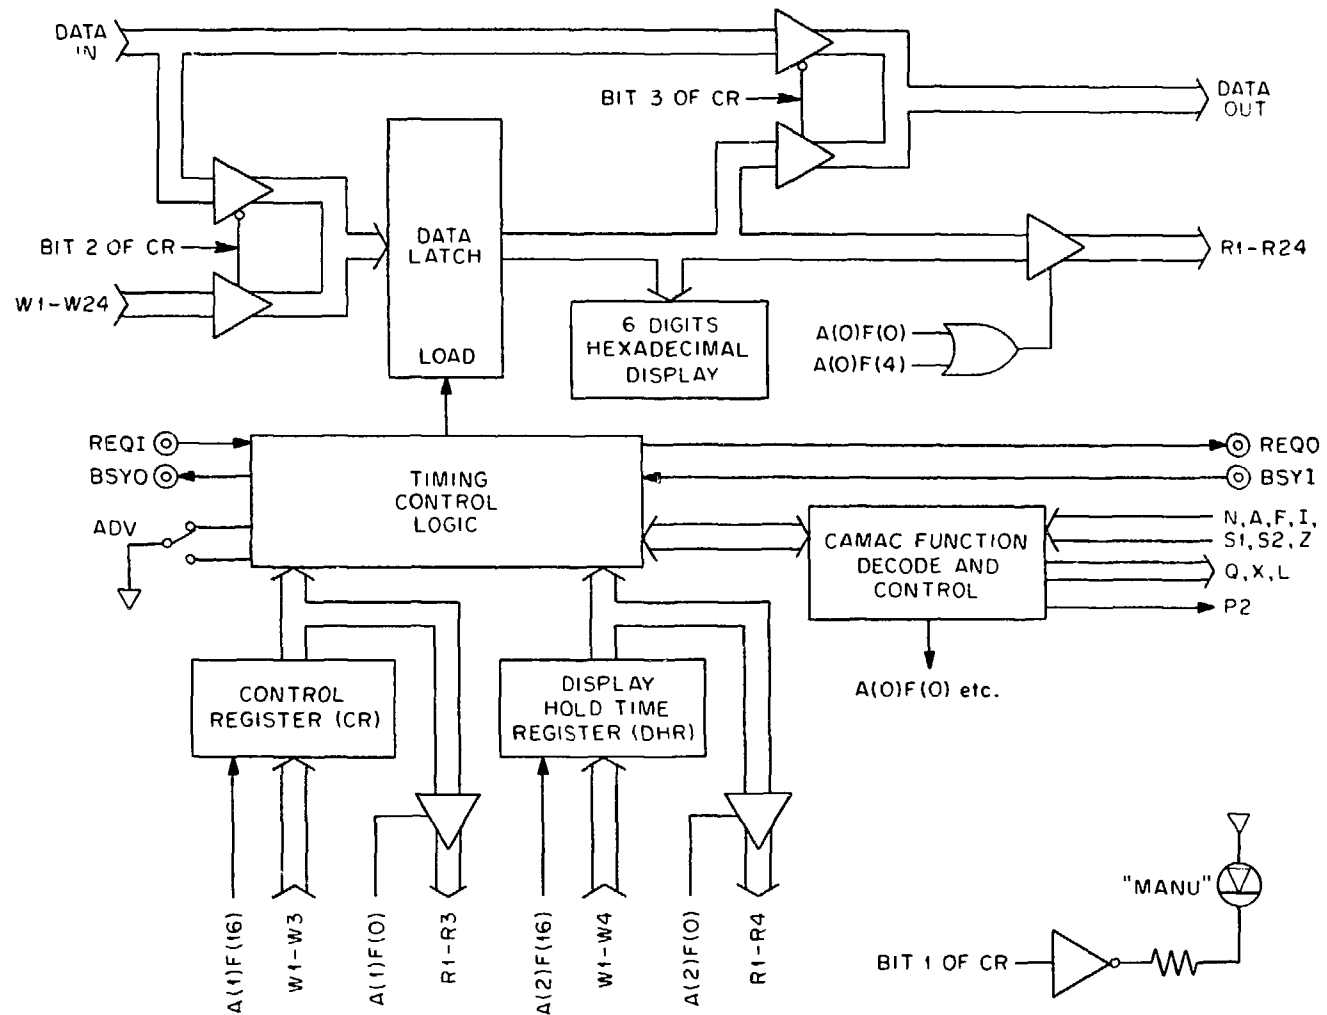 DATA
IN
BIT 3 OF CR
DATA
OUT
BIT 2 OF CR
W1-W24
DATA
LATCH
LOAD
R1-R24
6 DIGITS
HEXADECIMAL
DISPLAY
A(0)F(0)
A(0)F(4)
REQI
BSYO
ADV
TIMING
CONTROL
LOGIC
REQO
BSYI
CAMAC FUNCTION
DECODE AND
CONTROL
N,A,F,I,
S1,S2,Z
Q,X,L
P2
A(0)F(0) etc.
CONTROL
REGISTER (CR)
DISPLAY
HOLD TIME
REGISTER (DHR)
A(1)F(16)
W1-W3
A(1)F(0)
R1-R3
A(2)F(16)
W1-W4
A(2)F(0)
R1-R4
"MANU"
BIT 1 OF CR